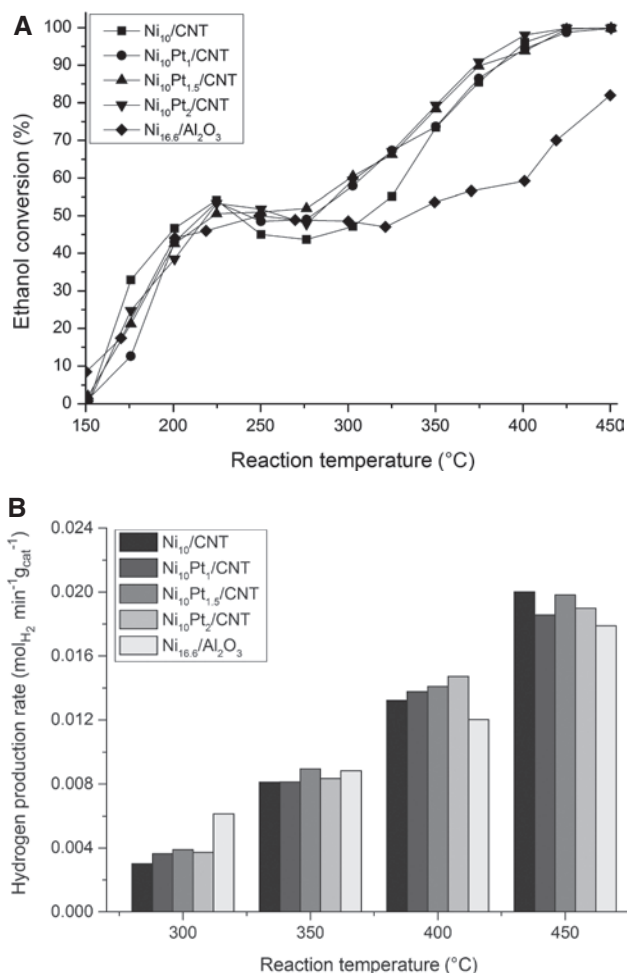 A
Ni₁₀/CNT
Ni₁₀Pt₁/CNT
Ni₁₀Pt₁.₅/CNT
Ni₁₀Pt₂/CNT
Ni₁₆.₆/Al₂O₃
Ethanol conversion (%)
100
90
80
70
60
50
40
30
20
10
0
150 200 250 300 350 400 450
Reaction temperature (°C)
B
Ni₁₀/CNT
Ni₁₀Pt₁/CNT
Ni₁₀Pt₁.₅/CNT
Ni₁₀Pt₂/CNT
Ni₁₆.₆/Al₂O₃
Hydrogen production rate (mol_H₂ min⁻¹g_cat⁻¹)
0.024
0.020
0.016
0.012
0.008
0.004
0.000
300 350 400 450
Reaction temperature (°C)